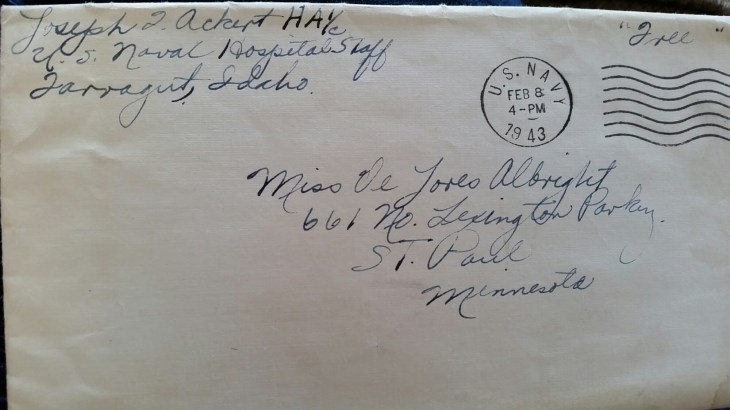 Joseph J. Ackert HA1/c
U.S. Naval Hospital Staff
Farragut, Idaho.
"Free"
U.S. NAVY
FEB 8
4-PM
1943
Miss De Lores Albright
661 No. Lexington Parkwy.
ST. Paul
Minnesota